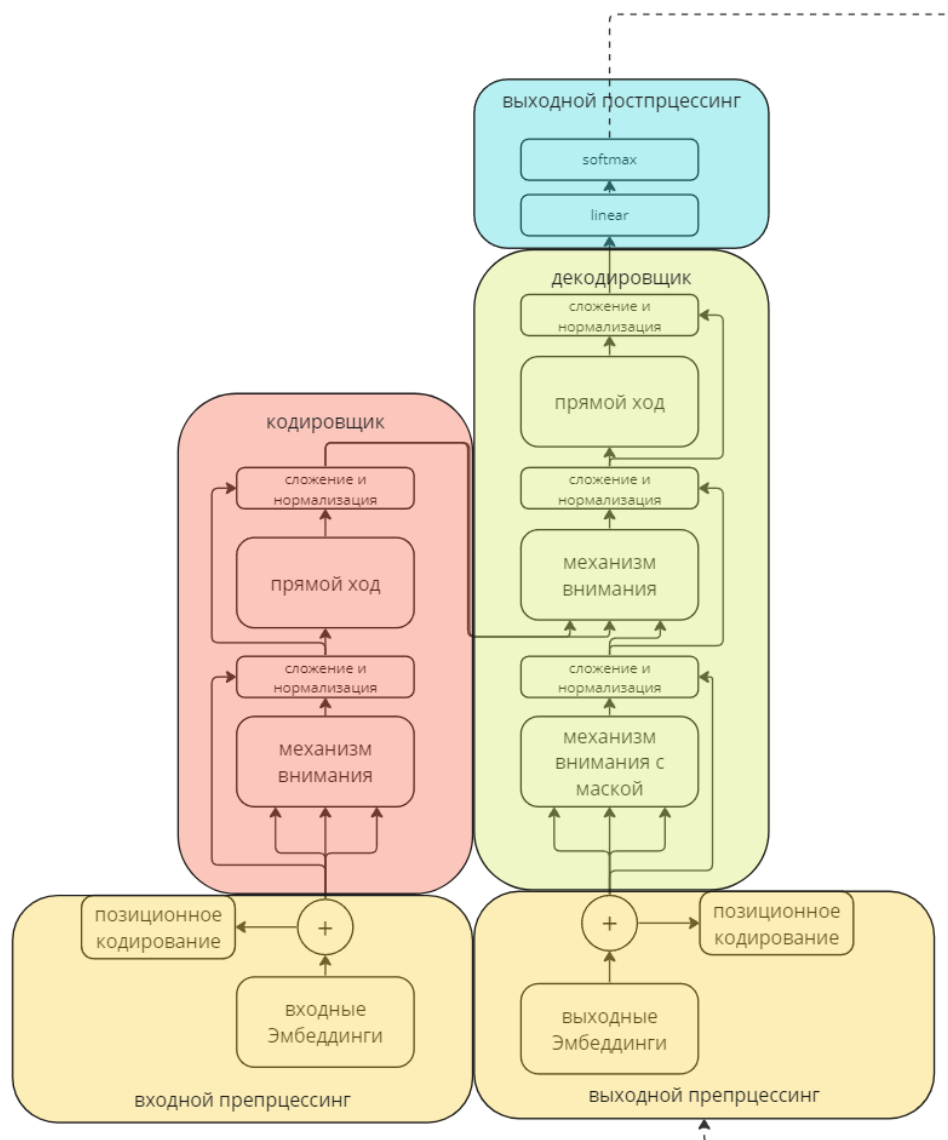 выходной постпрцессинг
softmax
linear
декодировщик
сложение и
нормализация
прямой ход
сложение и
нормализация
механизм
внимания
сложение и
нормализация
механизм
внимания с
маской
кодировщик
сложение и
нормализация
прямой ход
сложение и
нормализация
механизм
внимания
позиционное
кодирование
+
входные
Эмбеддинги
входной препрцессинг
+
позиционное
кодирование
выходные
Эмбеддинги
выходной препрцессинг